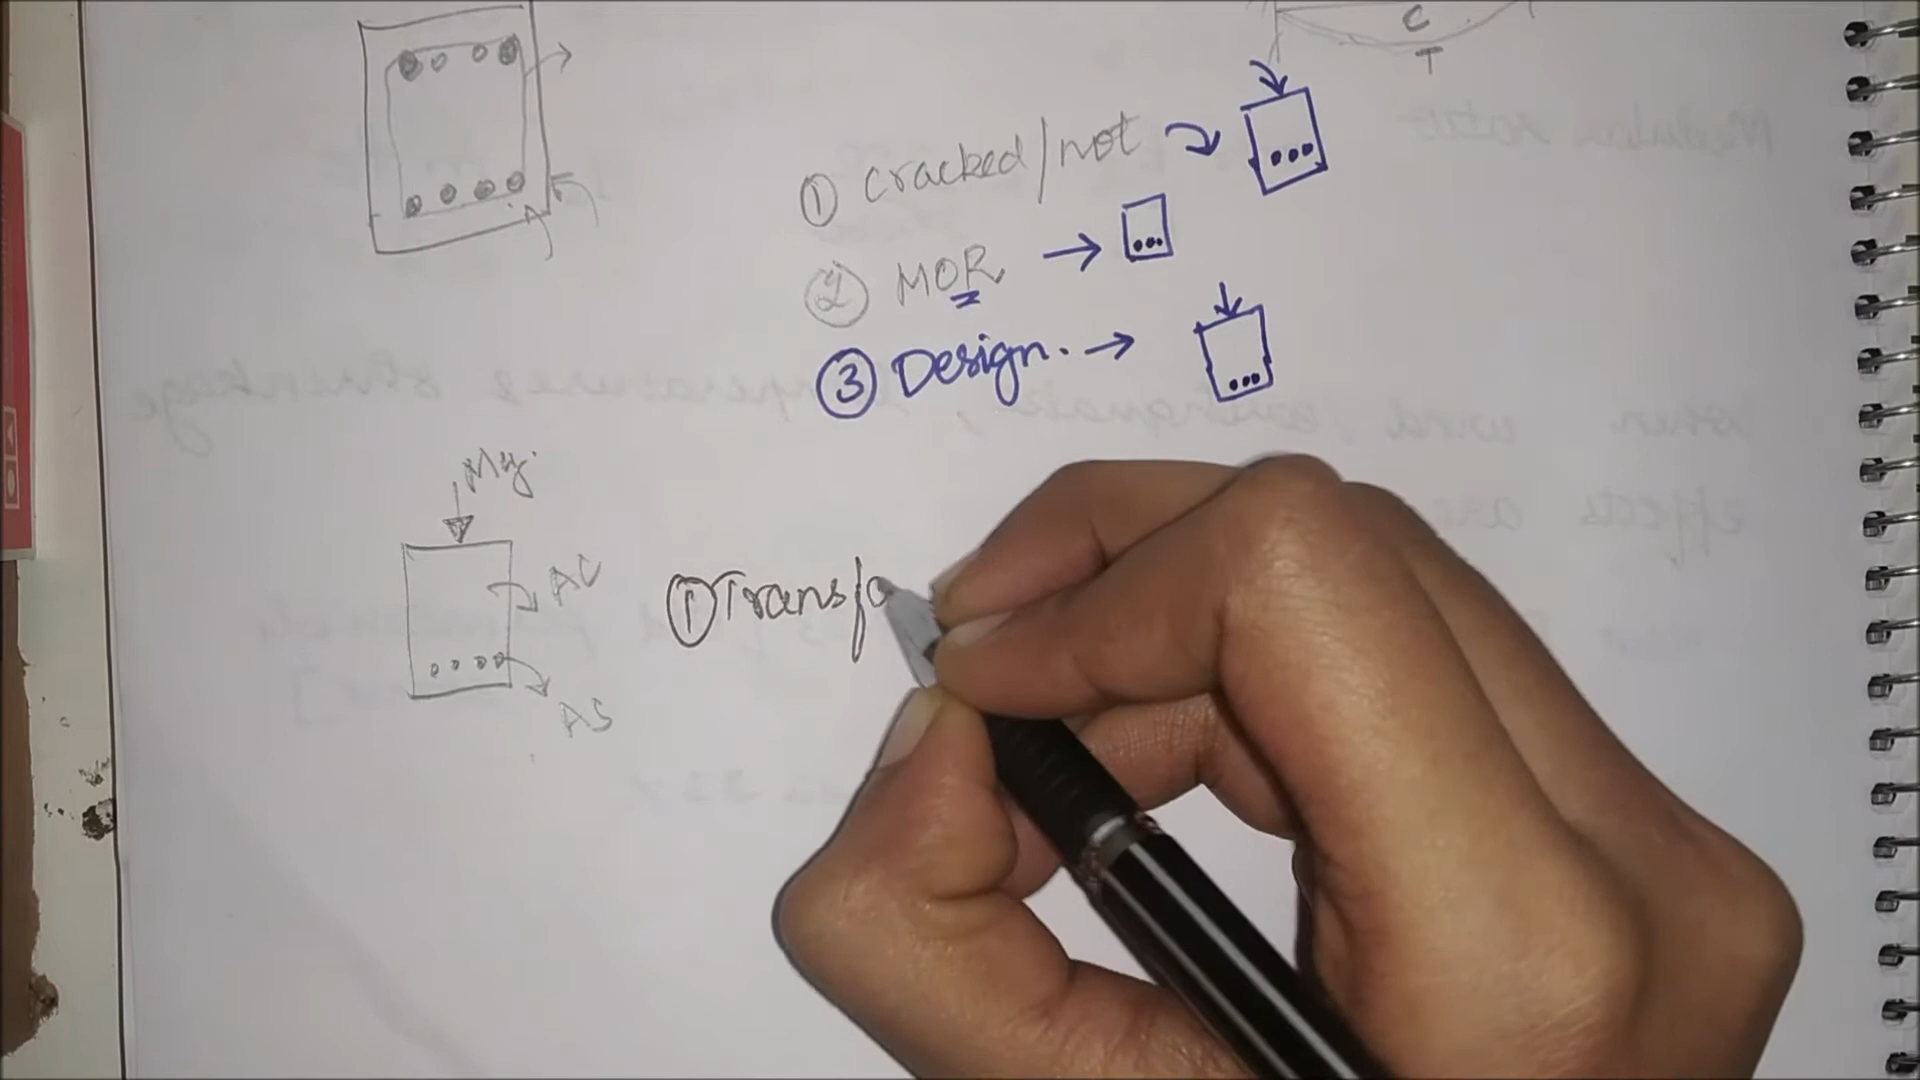 C
T
① Cracked/not
② MOR
③ Design.
My.
AC
① Transfo
AS